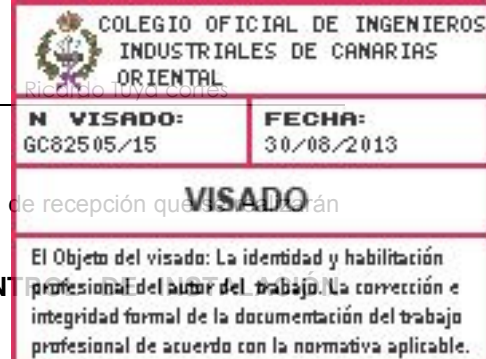 COLEGIO OFICIAL DE INGENIEROS
INDUSTRIALES DE CANARIAS
ORIENTAL
Ricardo Tuya Cortes
N VISADO:
GC82505/15
FECHA:
30/08/2013
VISADO
de recepción que se realizarán
El Objeto del visado: La identidad y habilitación
profesional del autor del trabajo. La corrección e
integridad formal de la documentación del trabajo
profesional de acuerdo con la normativa aplicable.